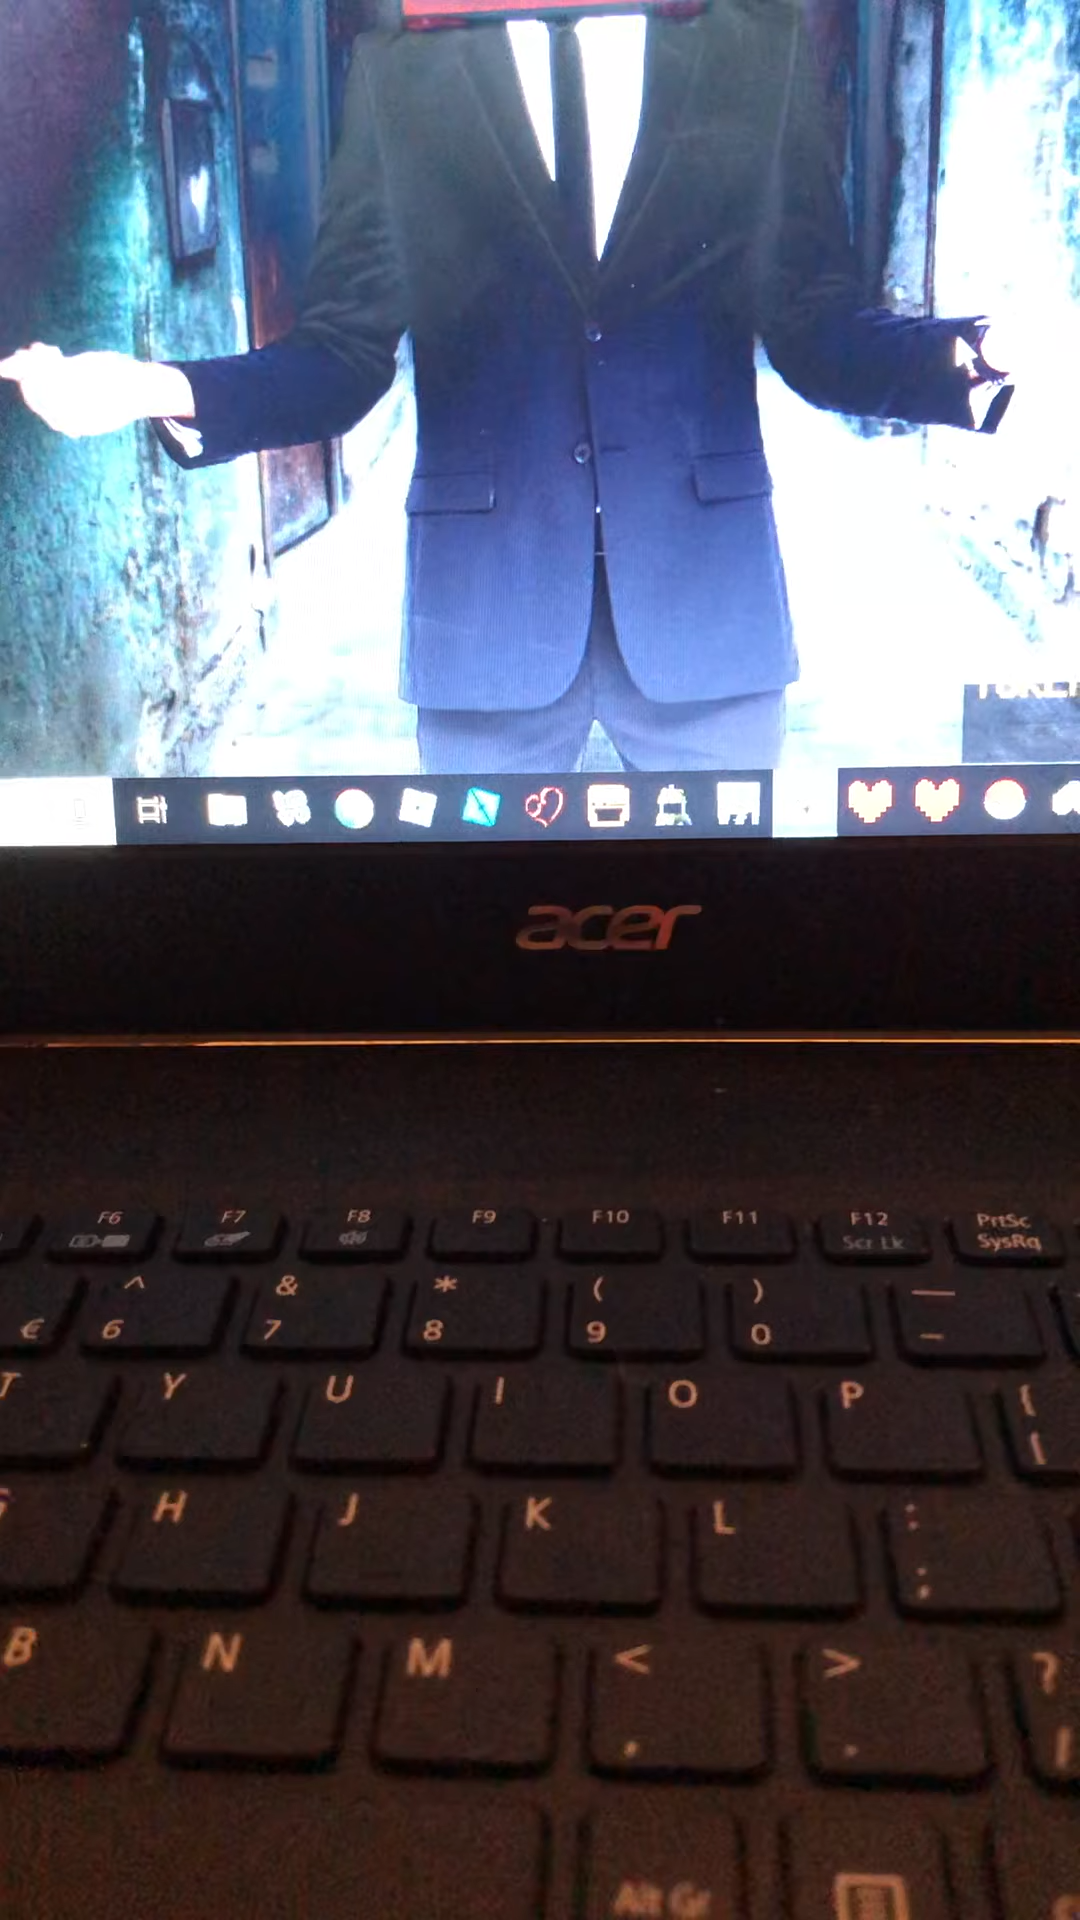 acer
F6 F7 F8 F9 F10 F11 F12 PrtSc
Scr Lk SysRq
^ & * ( ) —
€ 6 7 8 9 0 -
T Y U I O P {
[
H J K L :
;
B N M < > ?
, . /
Alt Gr